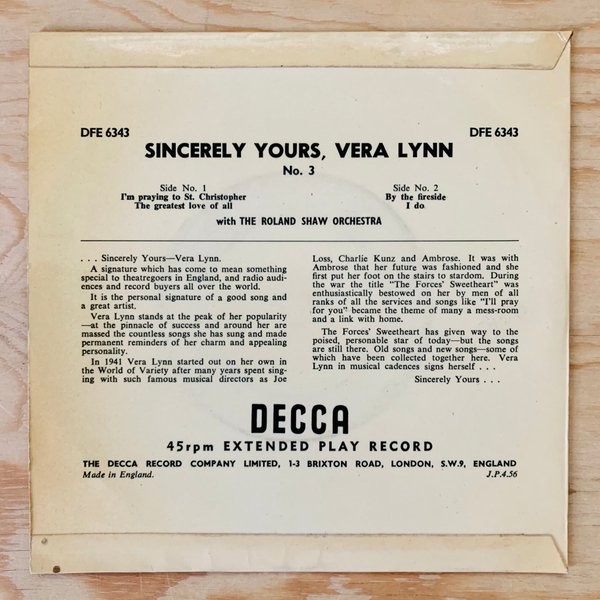 DFE 6343
DFE 6343
SINCERELY YOURS, VERA LYNN
No. 3
Side No. 1
I'm praying to St. Christopher
The greatest love of all
Side No. 2
By the fireside
I do
with THE ROLAND SHAW ORCHESTRA
. . . Sincerely Yours—Vera Lynn.
A signature which has come to mean something
special to theatregoers in England, and radio audi-
ences and record buyers all over the world.
It is the personal signature of a good song and
a great artist.
Vera Lynn stands at the peak of her popularity
—at the pinnacle of success and around her are
massed the countless songs she has sung and made
permanent reminders of her charm and appealing
personality.
In 1941 Vera Lynn started out on her own in
the World of Variety after many years spent sing-
ing with such famous musical directors as Joe
Loss, Charlie Kunz and Ambrose. It was with
Ambrose that her future was fashioned and she
first put her foot on the stairs to stardom. During
the war the title "The Forces' Sweetheart" was
enthusiastically bestowed on her by men of all
ranks of all the services and songs like "I'll pray
for you" became the theme of many a mess-room
and a link with home.
The Forces' Sweetheart has given way to the
poised, personable star of today—but the songs
are still there. Old songs and new songs—some of
which have been collected together here. Vera
Lynn in musical cadences signs herself . . .
Sincerely Yours . . .
DECCA
45rpm EXTENDED PLAY RECORD
THE DECCA RECORD COMPANY LIMITED, 1-3 BRIXTON ROAD, LONDON, S.W.9, ENGLAND
Made in England.
J.P.4.56